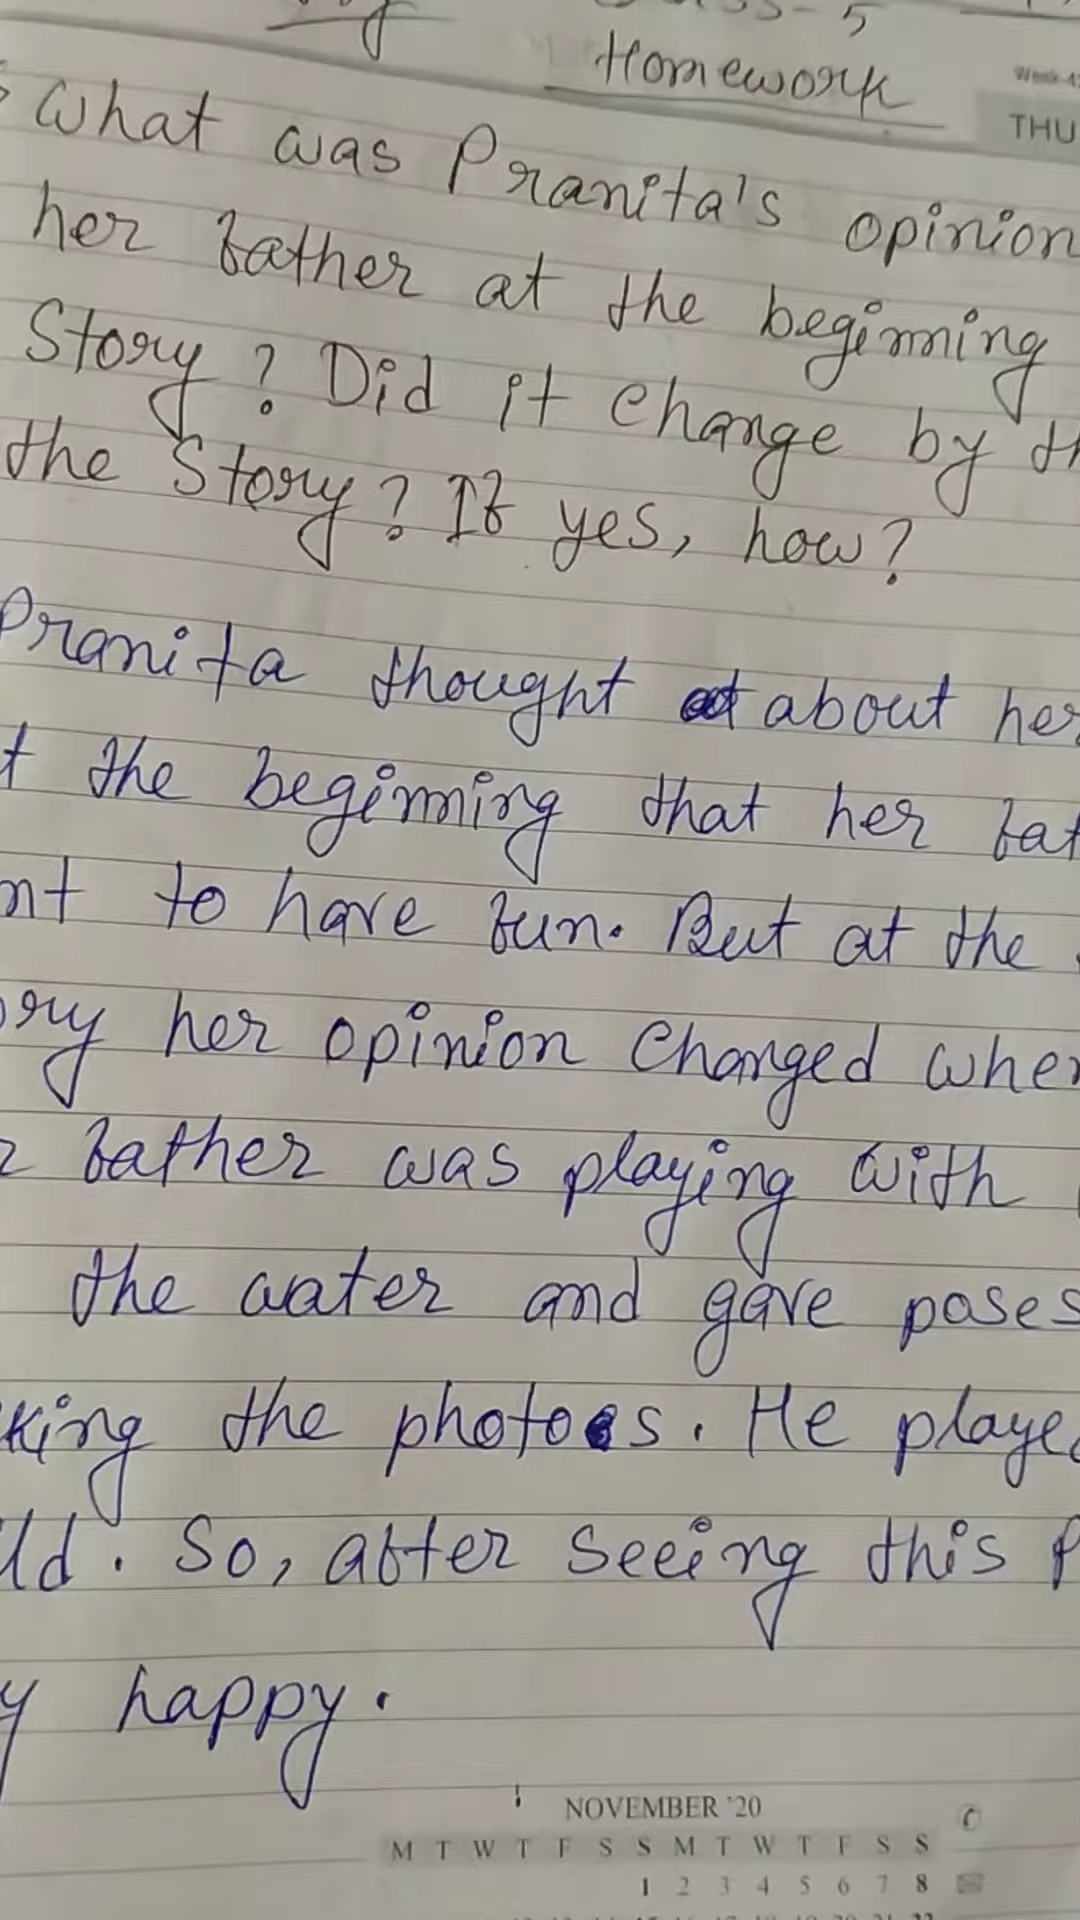 Homework
THU
What was Pranita's opinion
her father at the beginning
Story? Did it change by
the Story? If yes, how?
Pranita thought about her
the beginning that her
to have fun. But at the
her opinion changed
father was playing with
the water and gave poses
the photoes. He
. So, after seeing this
happy.
NOVEMBER '20
M T W T F S S M T W T F S S
1 2 3 4 5 6 7 8